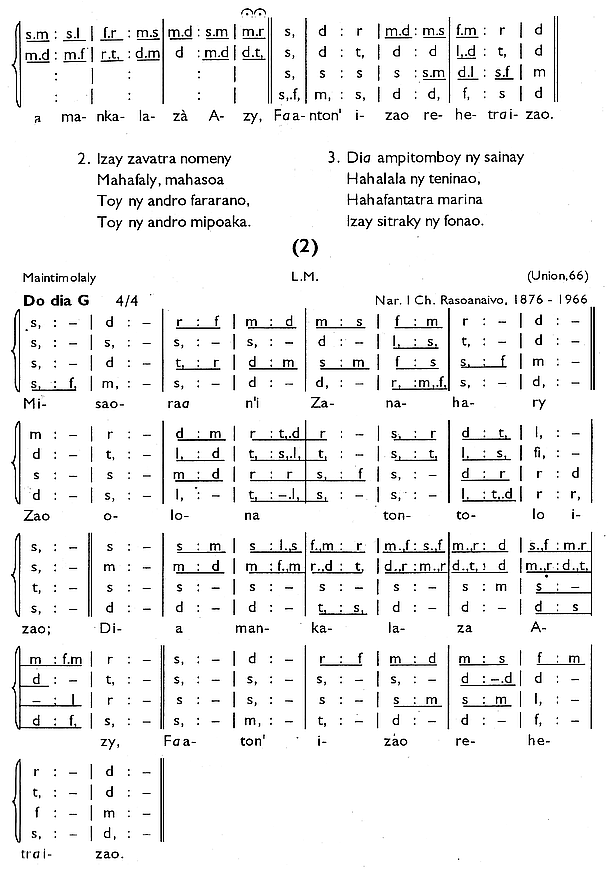 s.m : s.l | f.r : m.s | m.d : s.m | m.r || s, | d : r | m.d : m.s | f.m : r | d ||
m.d : m.f | r.t, : d.m | d : m.d | d.t, || s, | d : t, | d : d | l,.d : t, | d ||
: | : | : | || s, | s : s | s : s.m | d.l : s.f | m ||
: | : | : | || s,.f, | m, : s, | d : d, | f, : s | d ||
a ma- nka- la- zà A- zy, Faa- nton' i- zao re- he- trai- zao.
2. Izay zavatra nomeny
Mahafaly, mahasoa
Toy ny andro fararano,
Toy ny andro mipoaka.
3. Dia ampitomboy ny sainay
Hahalala ny teninao,
Hahafantatra marina
Izay sitraky ny fonao.
(2)
Maintimolaly L.M. (Union,66)
Do dia G 4/4 Nar. I Ch. Rasoanaivo, 1876 - 1966
s, : – | d : – | r : f | m : d | m : s | f : m | r : – | d : – ||
s, : – | s, : – | s, : – | s, : – | d : – | l, : s, | t, : – | d : – ||
s, : – | d : – | t, : r | d : m | s : m | f : s | s, : f | m : – ||
s, : f, | m, : – | s, : – | d : – | d, : – | r, :m,.f, | s, : – | d, : – ||
Mi- sao- raa n'i Za- na- ha- ry
m : – | r : – | d : m | r : t,.d | r : – | s, : r | d : t, | l, : –
d : – | t, : – | l, : d | t, : s,.l, | t, : – | s, : t, | l, : s, | fi, : –
s : – | s : – | m : d | r : r | s, : f | s, : – | d : r | r : d
d : – | s, : – | l, : – | t, : –.l, | s, : – | s, : – | l, : t,.d | r : r,
Zao o- lo- na ton- to- lo i-
s, : – || s : – | s : m | s : l.,s | f.,m : r | m.,f : s.,f | m.,r : d | s.,f : m.r
s, : – || m : – | m : d | m : f.,m | r.,d : t, | d.,r : m.,r | d.,t, : d | m.,r : d.,t,
t, : – || s : – | s : – | s : – | s : – | s : – | s : m | s : –
s, : – || d : – | d : – | d : – | t, : s, | d : – | d : – | d : s
zao; Di- a man- ka- la- za A-
m : f.m | r : – || s, : – | d : – | r : f | m : d | m : s | f : m
d : – | t, : – || s, : – | s, : – | s, : – | s, : – | d : –.d | d : –
– : l | r : – || s : – | s, : – | s : – | s : m | s : m | l, : –
d : f, | s, : – || s, : – | m, : – | t, : – | d : – | d : – | f, : –
zy, Faa- ton' i- zao re- he-
r : – | d : – ||
t, : – | d : – ||
f : – | m : – ||
s, : – | d, : – ||
trai- zao.